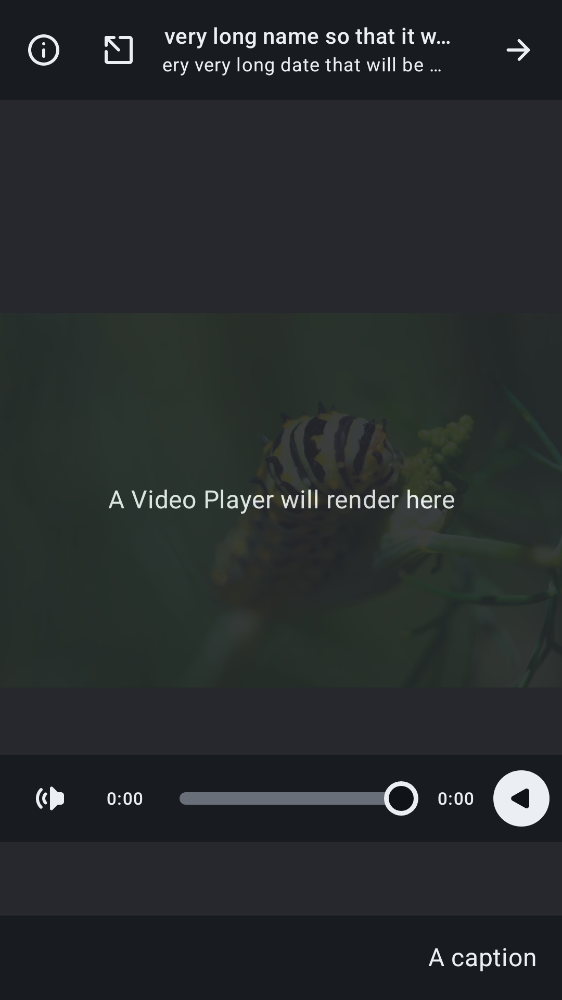 very long name so that it w...
ery very long date that will be ...
A Video Player will render here
0:00
0:00
A caption